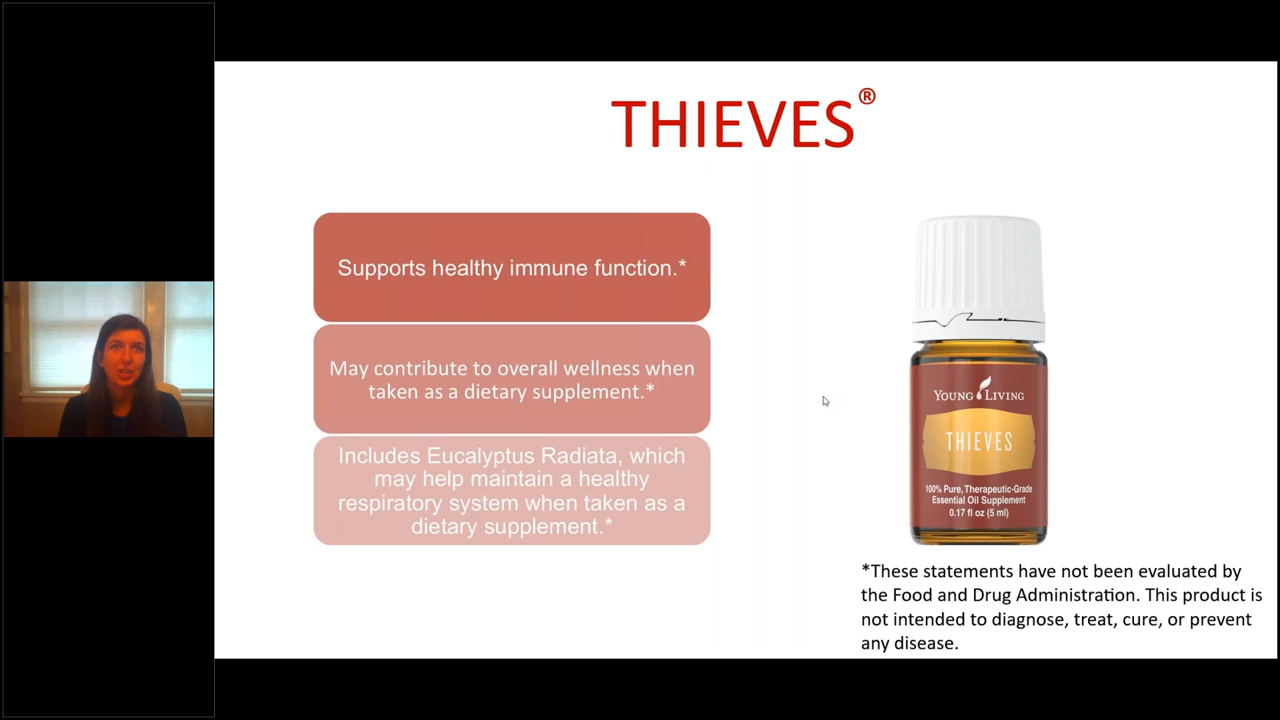 THIEVES®
Supports healthy immune function.*
May contribute to overall wellness when
taken as a dietary supplement.*
Includes Eucalyptus Radiata, which
may help maintain a healthy
respiratory system when taken as a
dietary supplement.*
YOUNG LIVING
THIEVES
100% Pure, Therapeutic-Grade
Essential Oil Supplement
0.17 fl oz (5 ml)
*These statements have not been evaluated by
the Food and Drug Administration. This product is
not intended to diagnose, treat, cure, or prevent
any disease.